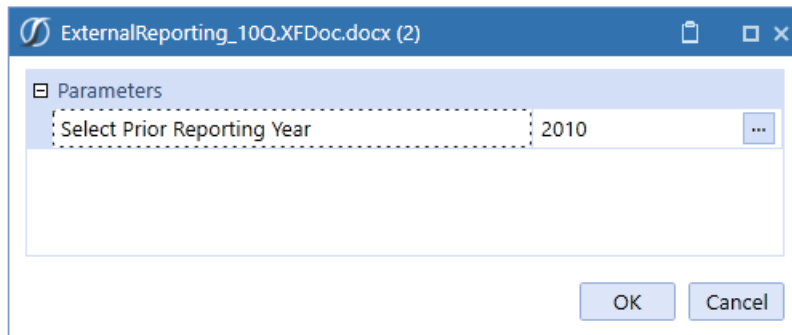 ExternalReporting_10Q.XFDoc.docx (2)
Parameters
Select Prior Reporting Year 2010 ...
OK Cancel